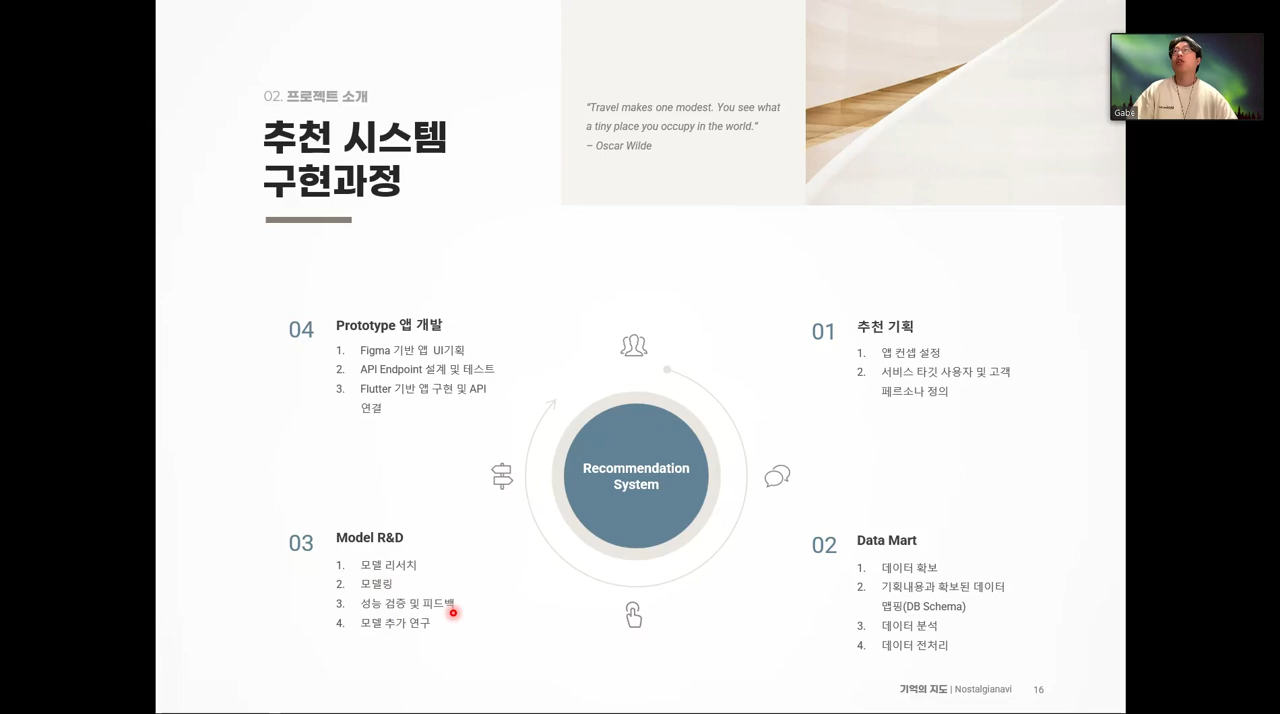 02. 프로젝트 소개
추천 시스템
구현과정
“Travel makes one modest. You see what
a tiny place you occupy in the world.”
– Oscar Wilde
Gabe
04
Prototype 앱 개발
1. Figma 기반 앱 UI기획
2. API Endpoint 설계 및 테스트
3. Flutter 기반 앱 구현 및 API
연결
01
추천 기획
1. 앱 컨셉 설정
2. 서비스 타깃 사용자 및 고객
페르소나 정의
Recommendation
System
03
Model R&D
1. 모델 리서치
2. 모델링
3. 성능 검증 및 피드백
4. 모델 추가 연구
02
Data Mart
1. 데이터 확보
2. 기획내용과 확보된 데이터
맵핑(DB Schema)
3. 데이터 분석
4. 데이터 전처리
기억의 지도 | Nostalgianavi 16